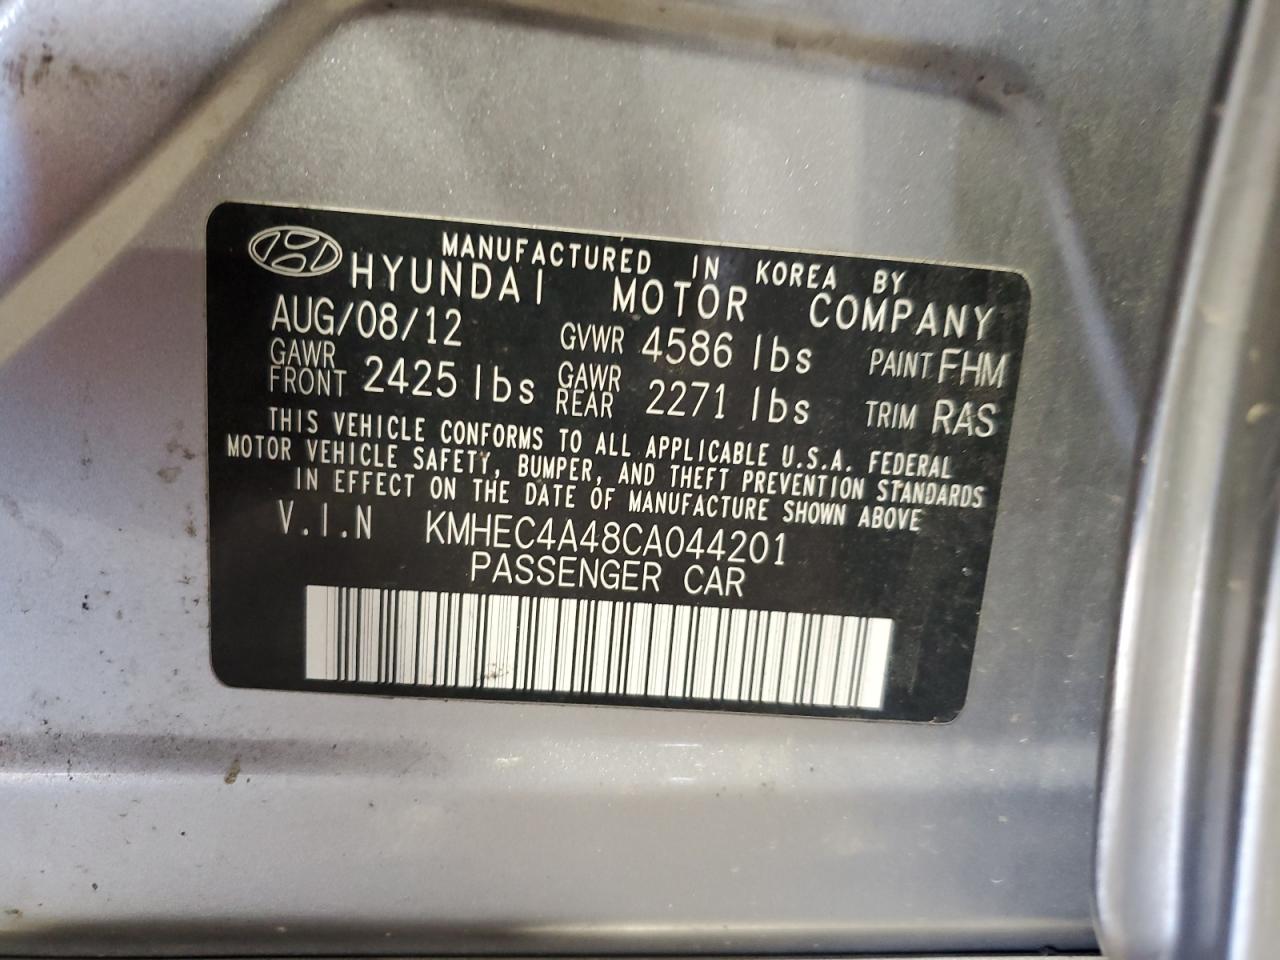 MANUFACTURED IN KOREA BY
HYUNDAI MOTOR COMPANY
AUG/08/12 GVWR 4586 lbs PAINT FHM
GAWR FRONT 2425 lbs GAWR REAR 2271 lbs TRIM RAS
THIS VEHICLE CONFORMS TO ALL APPLICABLE U.S.A. FEDERAL
MOTOR VEHICLE SAFETY, BUMPER, AND THEFT PREVENTION STANDARDS
IN EFFECT ON THE DATE OF MANUFACTURE SHOWN ABOVE
V.I.N KMHEC4A48CA044201
PASSENGER CAR